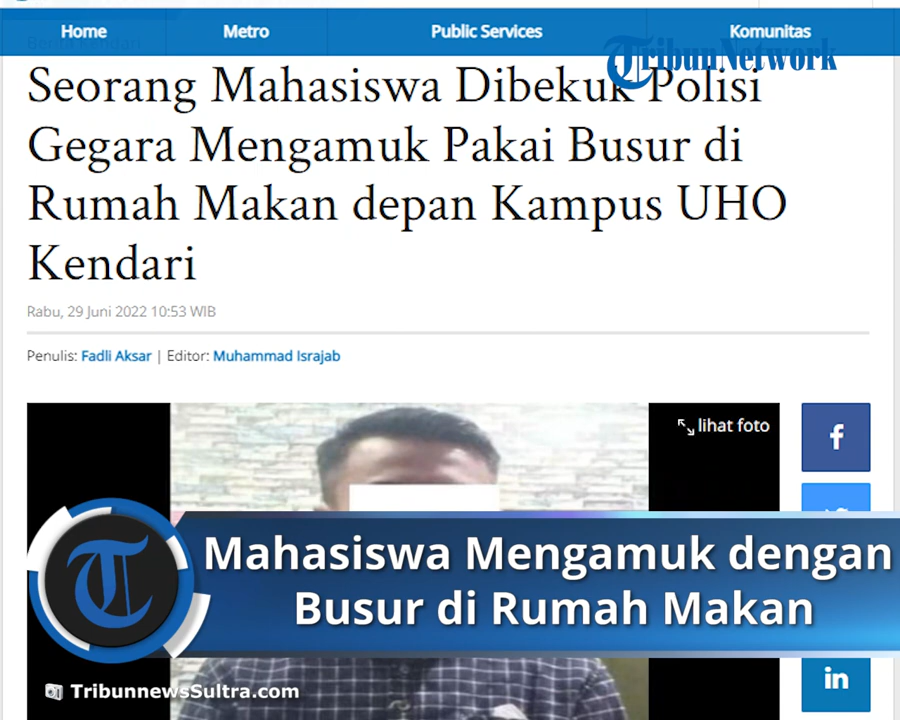 Home Metro Public Services Komunitas
Berita Kendari
TribunNetwork
Seorang Mahasiswa Dibekuk Polisi
Gegara Mengamuk Pakai Busur di
Rumah Makan depan Kampus UHO
Kendari
Rabu, 29 Juni 2022 10:53 WIB
Penulis: Fadli Aksar | Editor: Muhammad Israjab
lihat foto
f
Mahasiswa Mengamuk dengan
Busur di Rumah Makan
T
in
TribunnewsSultra.com